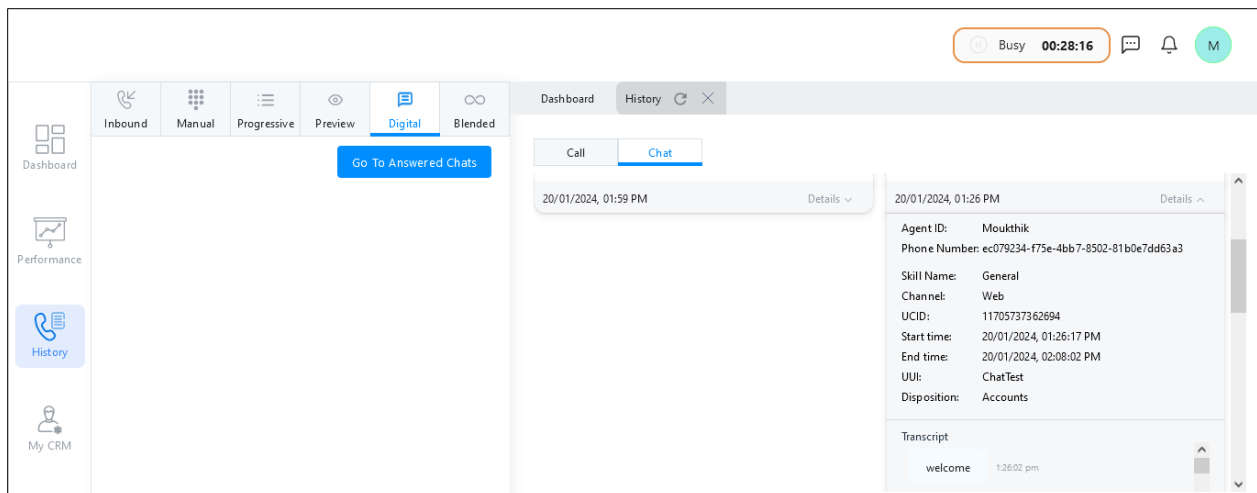 Busy 00:28:16
M
Dashboard
Performance
History
My CRM
Inbound Manual Progressive Preview Digital Blended
Go To Answered Chats
Dashboard History
Call Chat
20/01/2024, 01:59 PM Details
20/01/2024, 01:26 PM Details
Agent ID: Moukthik
Phone Number: ec079234-f75e-4bb7-8502-81b0e7dd63a3
Skill Name: General
Channel: Web
UCID: 11705737362694
Start time: 20/01/2024, 01:26:17 PM
End time: 20/01/2024, 02:08:02 PM
UUI: ChatTest
Disposition: Accounts
Transcript
welcome 1:26:02 pm